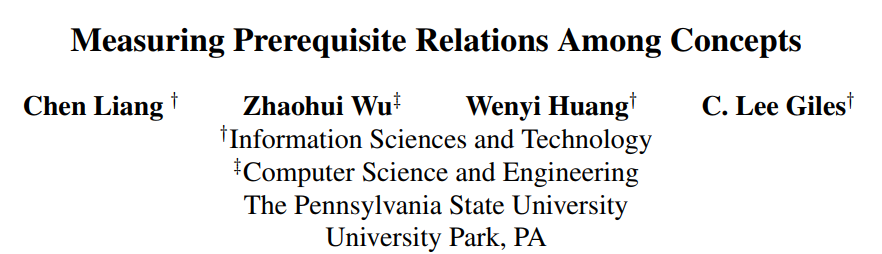 Measuring Prerequisite Relations Among Concepts
Chen Liang † Zhaohui Wu‡ Wenyi Huang† C. Lee Giles†
†Information Sciences and Technology
‡Computer Science and Engineering
The Pennsylvania State University
University Park, PA